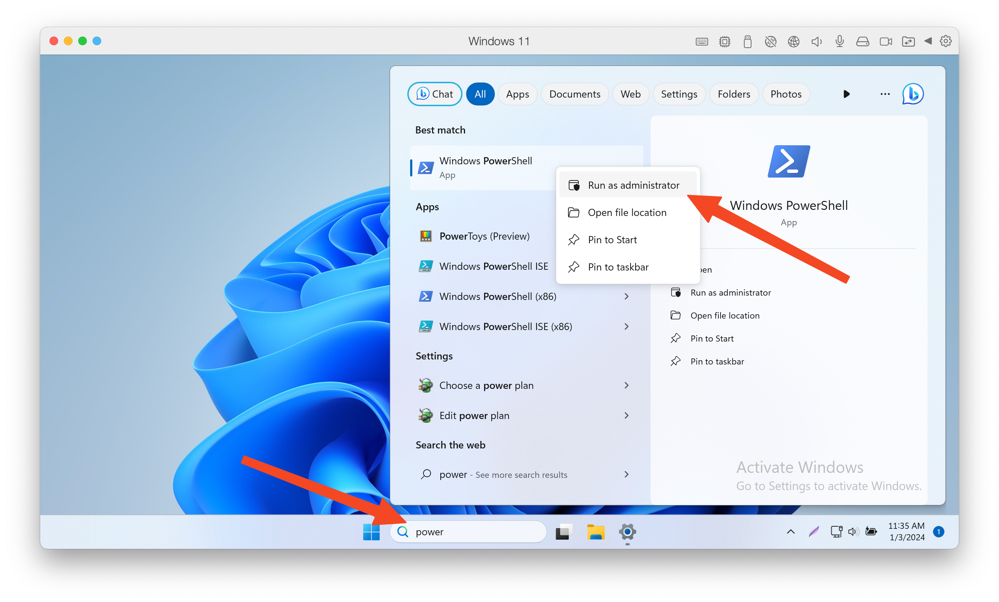 Windows 11
Chat
All
Apps
Documents
Web
Settings
Folders
Photos
Best match
Windows PowerShell
App
Apps
PowerToys (Preview)
Windows PowerShell ISE
Windows PowerShell (x86)
Windows PowerShell ISE (x86)
Settings
Choose a power plan
Edit power plan
Search the web
power - See more search results
Run as administrator
Open file location
Pin to Start
Pin to taskbar
Windows PowerShell
App
pen
Run as administrator
Open file location
Pin to Start
Pin to taskbar
Activate Windows
Go to Settings to activate Windows.
power
11:35 AM
1/3/2024
1